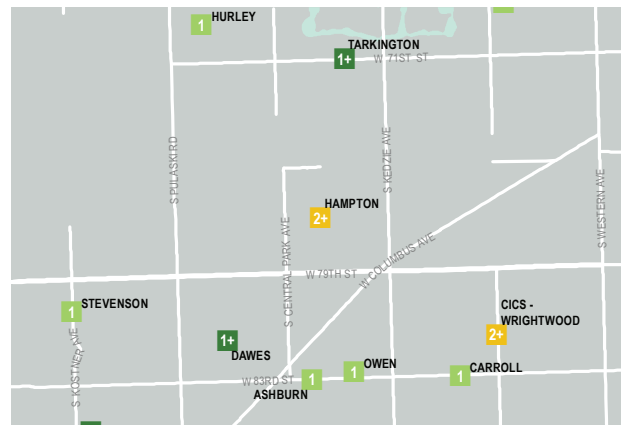 HURLEY
1
TARKINGTON
1+
W 71ST ST
S PULASKI RD
S KEDZIE AVE
S WESTERN AVE
HAMPTON
2+
S CENTRAL PARK AVE
W COLUMBUS AVE
W 79TH ST
STEVENSON
1
S KOSTNER AVE
CICS -
WRIGHTWOOD
2+
1+
DAWES
OWEN
1
CARROLL
1
W 83RD ST
ASHBURN
1